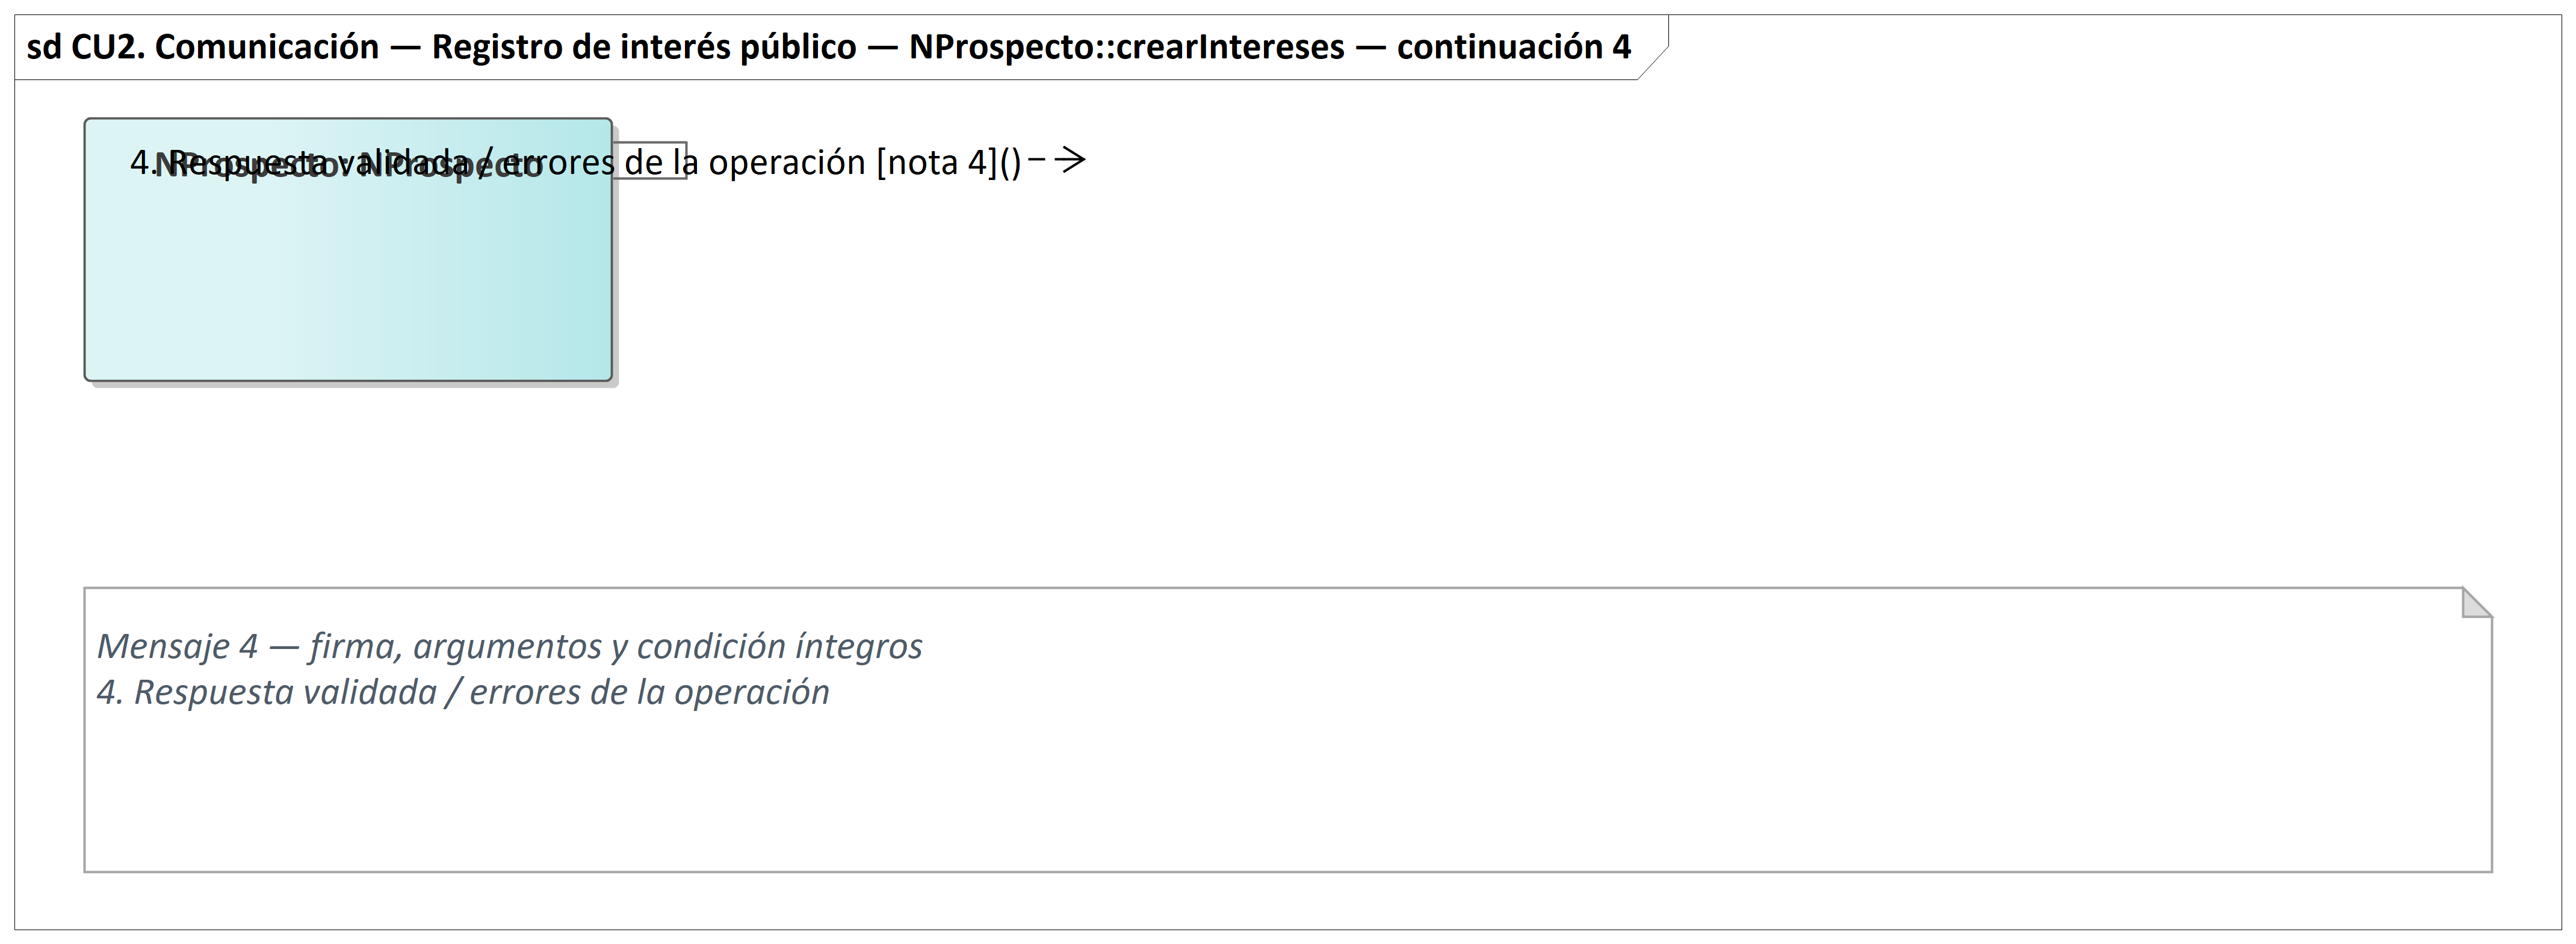 sd CU2. Comunicación — Registro de interés público — NProspecto::crearIntereses — continuación 4
NProspecto: NProspecto
4. Respuesta validada / errores de la operación [nota 4]()
Mensaje 4 — firma, argumentos y condición íntegros
4. Respuesta validada / errores de la operación